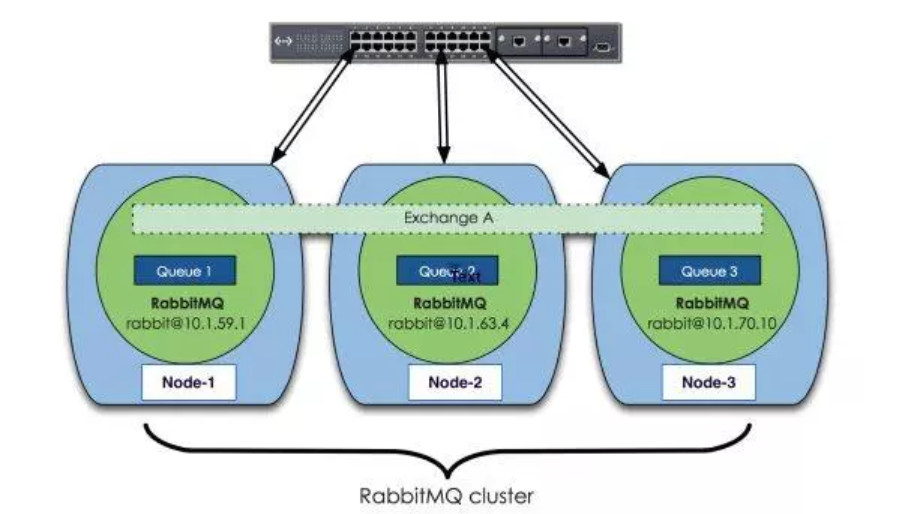 Exchange A
Queue 1
Queue 2
Text
Queue 3
RabbitMQ
rabbit@10.1.59.1
RabbitMQ
rabbit@10.1.63.4
RabbitMQ
rabbit@10.1.70.10
Node-1
Node-2
Node-3
RabbitMQ cluster